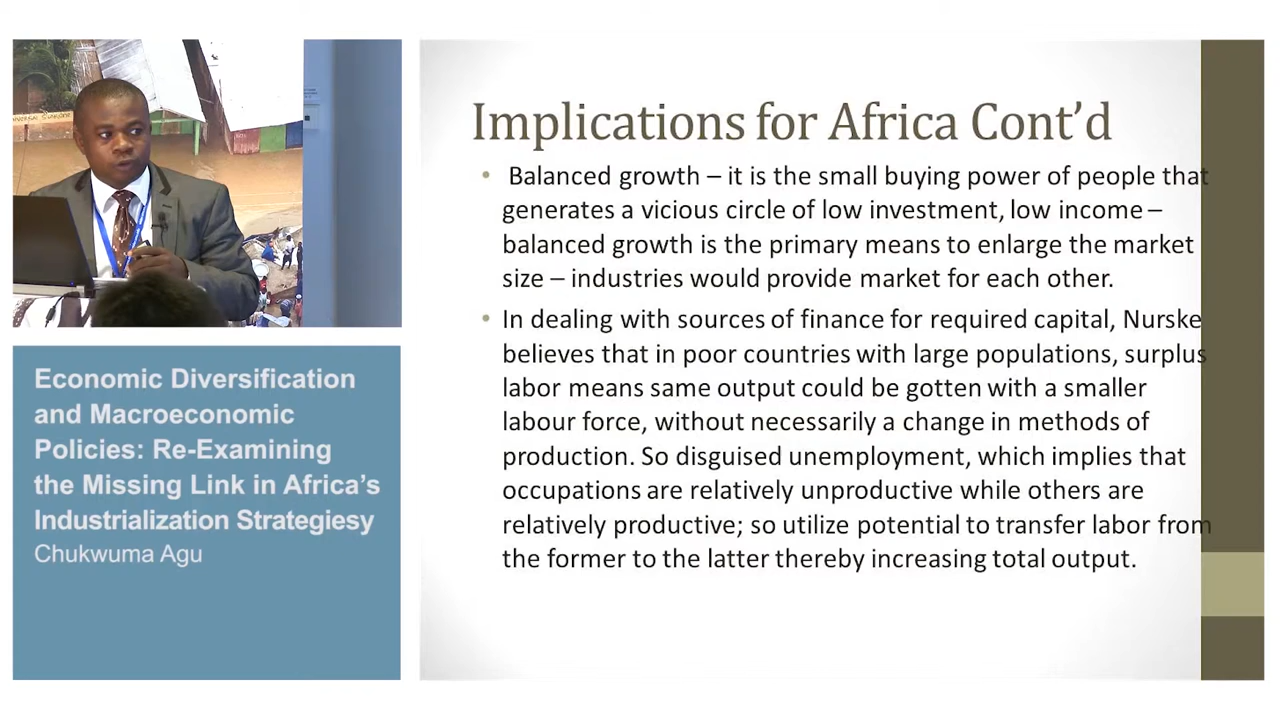 Economic Diversification
and Macroeconomic
Policies: Re-Examining
the Missing Link in Africa's
Industrialization Strategiesy
Chukwuma Agu
Implications for Africa Cont'd
• Balanced growth – it is the small buying power of people that
generates a vicious circle of low investment, low income –
balanced growth is the primary means to enlarge the market
size – industries would provide market for each other.
• In dealing with sources of finance for required capital, Nurske
believes that in poor countries with large populations, surplus
labor means same output could be gotten with a smaller
labour force, without necessarily a change in methods of
production. So disguised unemployment, which implies that
occupations are relatively unproductive while others are
relatively productive; so utilize potential to transfer labor from
the former to the latter thereby increasing total output.